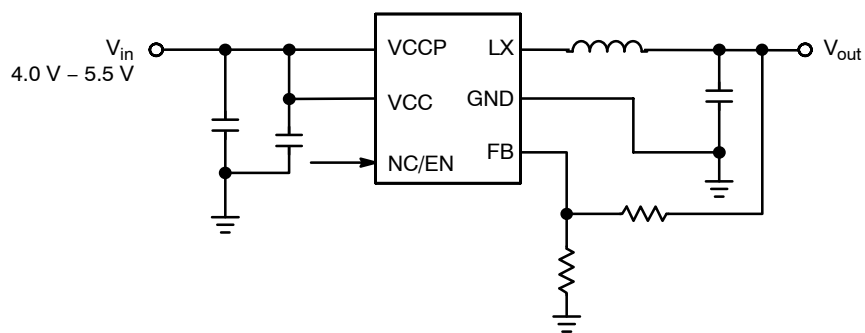 V_in
4.0 V – 5.5 V
VCCP
VCC
NC/EN
LX
GND
FB
V_out